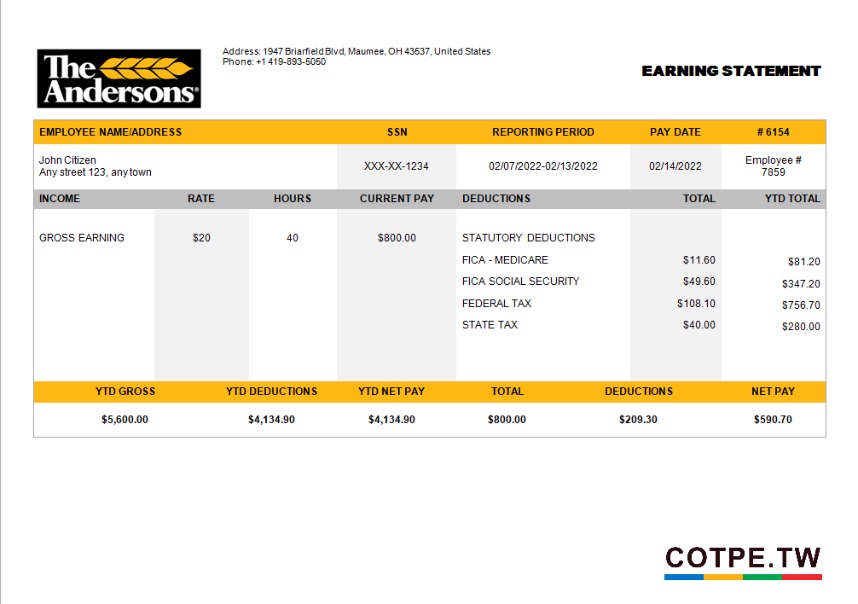 The Andersons®
Address: 1947 Briarfield Blvd, Maumee, OH 43537, United States
Phone: +1 419-893-5050
EARNING STATEMENT
EMPLOYEE NAME/ADDRESS SSN REPORTING PERIOD PAY DATE # 6154
John Citizen
Any street 123, any town
XXX-XX-1234 02/07/2022-02/13/2022 02/14/2022
Employee #
7859
INCOME RATE HOURS CURRENT PAY DEDUCTIONS TOTAL YTD TOTAL
GROSS EARNING $20 40 $800.00 STATUTORY DEDUCTIONS
FICA - MEDICARE $11.60 $81.20
FICA SOCIAL SECURITY $49.60 $347.20
FEDERAL TAX $108.10 $756.70
STATE TAX $40.00 $280.00
YTD GROSS YTD DEDUCTIONS YTD NET PAY TOTAL DEDUCTIONS NET PAY
$5,600.00 $4,134.90 $4,134.90 $800.00 $209.30 $590.70
COTPE.TW